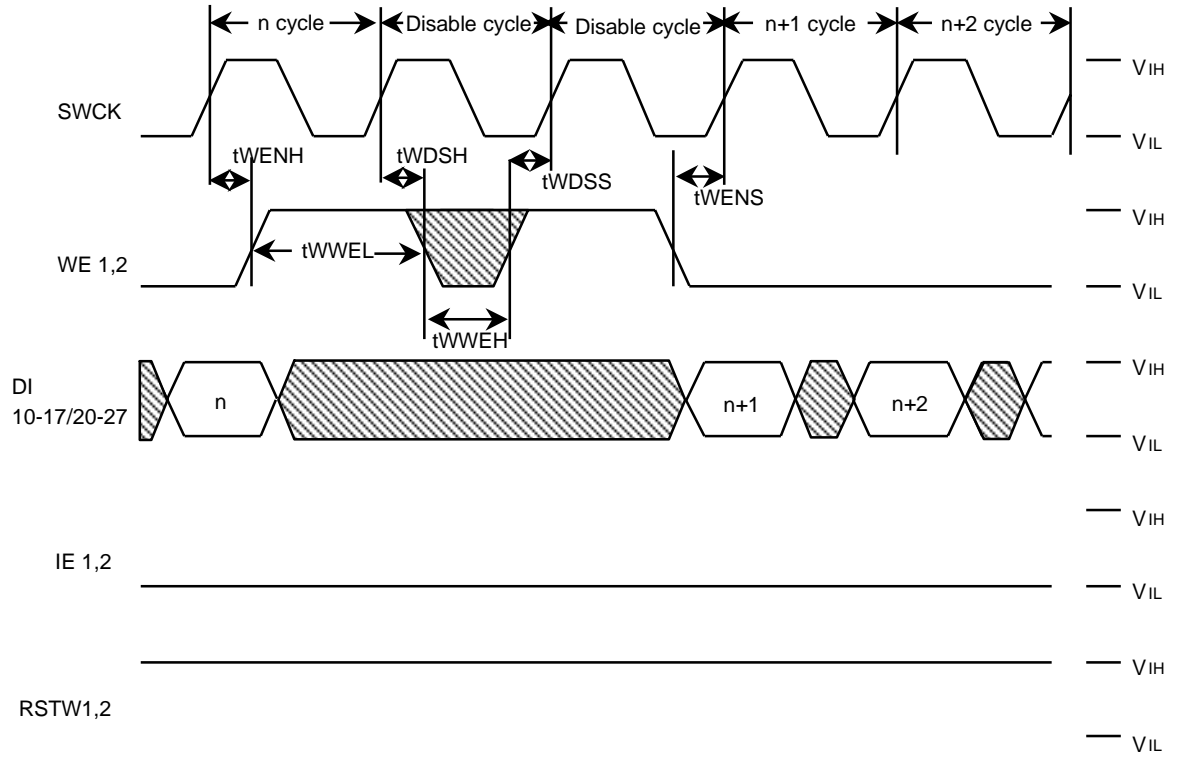 n cycle Disable cycle Disable cycle n+1 cycle n+2 cycle
SWCK
VIH
VIL
tWENH tWDSH tWDSS tWENS
WE 1,2
VIH
tWWEL
VIL
tWWEH
DI
10-17/20-27
VIH
n n+1 n+2
VIL
VIH
IE 1,2
VIL
VIH
RSTW1,2
VIL